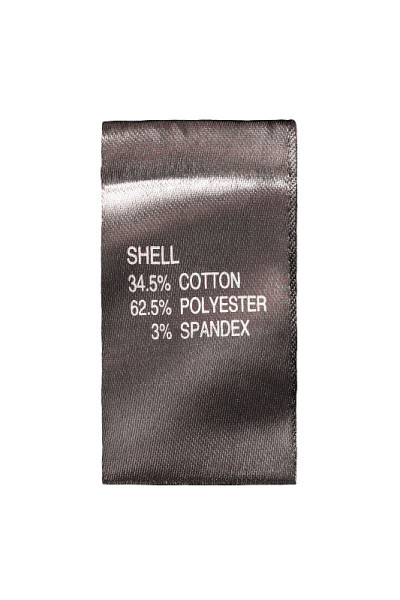 SHELL
34.5% COTTON
62.5% POLYESTER
3% SPANDEX